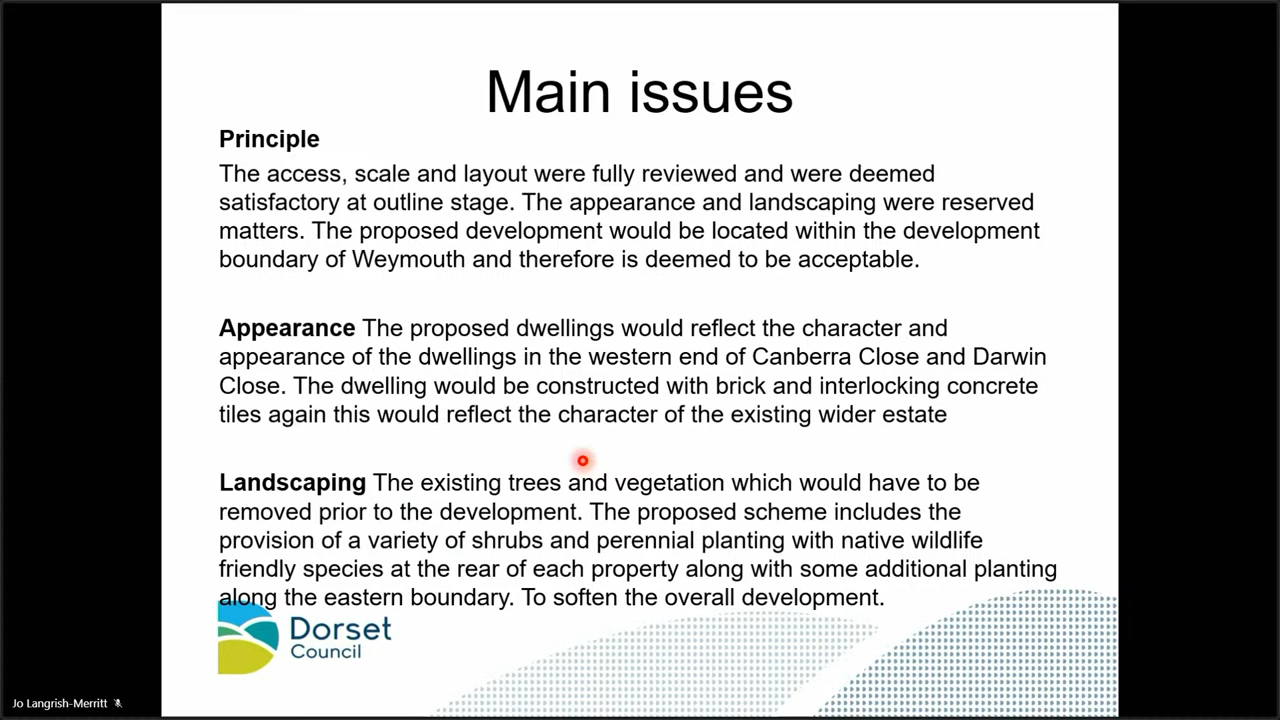 Main issues
Principle
The access, scale and layout were fully reviewed and were deemed
satisfactory at outline stage. The appearance and landscaping were reserved
matters. The proposed development would be located within the development
boundary of Weymouth and therefore is deemed to be acceptable.
Appearance The proposed dwellings would reflect the character and
appearance of the dwellings in the western end of Canberra Close and Darwin
Close. The dwelling would be constructed with brick and interlocking concrete
tiles again this would reflect the character of the existing wider estate
Landscaping The existing trees and vegetation which would have to be
removed prior to the development. The proposed scheme includes the
provision of a variety of shrubs and perennial planting with native wildlife
friendly species at the rear of each property along with some additional planting
along the eastern boundary. To soften the overall development.
Dorset
Council
Jo Langrish-Merritt